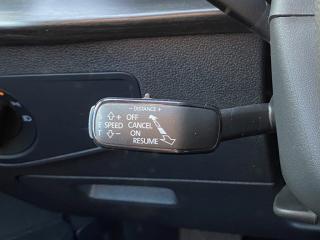 − DISTANCE +
S ⇧+ OFF
E SPEED CANCEL
T ⇩− ON
RESUME